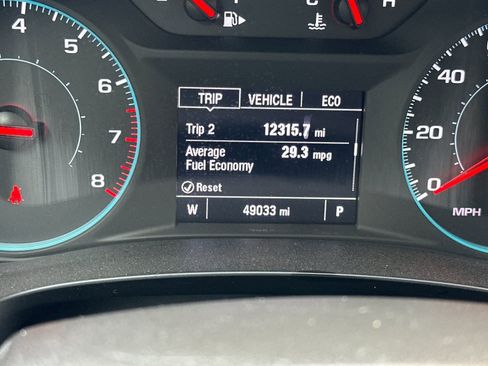 C H
TRIP VEHICLE ECO
Trip 2 12315.7 mi
Average 29.3 mpg
Fuel Economy
Reset
W 49033 mi P
4
5
6
7
8
40
20
0
MPH